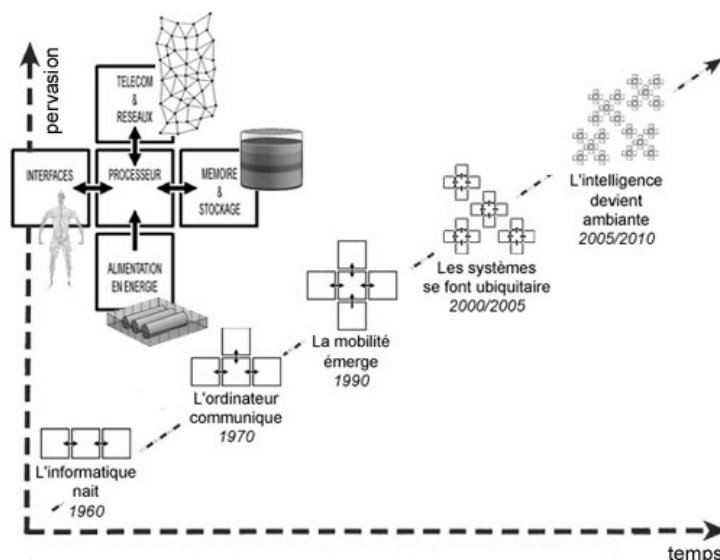 pervasion
TELECOM
&
RESEAUX
INTERFACES
PROCESSEUR
MEMOIRE
&
STOCKAGE
ALIMENTATION
EN ENERGIE
L'informatique
nait
1960
L'ordinateur
communique
1970
La mobilité
émerge
1990
Les systèmes
se font ubiquitaire
2000/2005
L'intelligence
devient
ambiante
2005/2010
temps